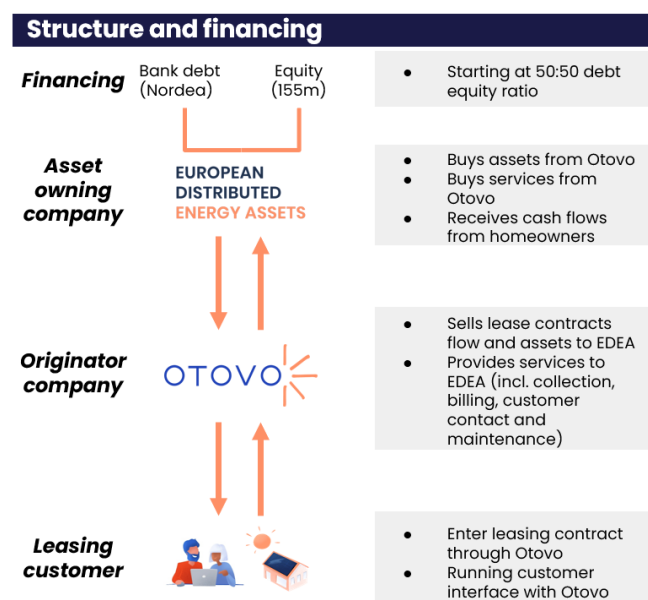 Structure and financing
Financing
Bank debt
(Nordea)
Equity
(155m)
● Starting at 50:50 debt
equity ratio
Asset
owning
company
EUROPEAN
DISTRIBUTED
ENERGY ASSETS
● Buys assets from Otovo
● Buys services from
Otovo
● Receives cash flows
from homeowners
Originator
company
OTOVO
● Sells lease contracts
flow and assets to EDEA
● Provides services to
EDEA (incl. collection,
billing, customer
contact and
maintenance)
Leasing
customer
● Enter leasing contract
through Otovo
● Running customer
interface with Otovo